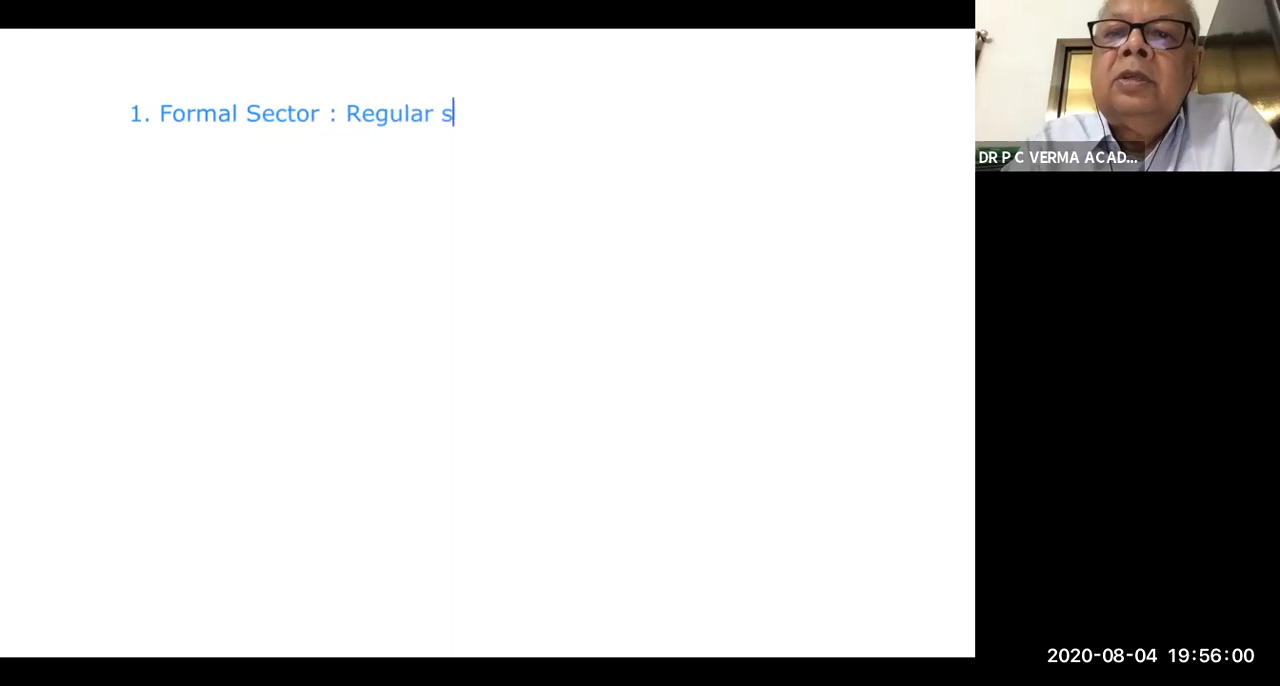 1. Formal Sector : Regular s
DR P C VERMA ACAD...
2020-08-04 19:56:00